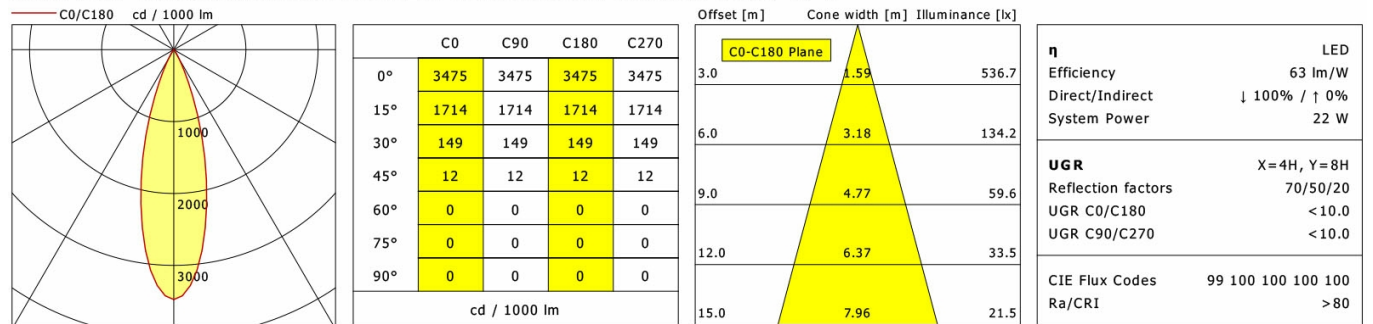 C0/C180 cd / 1000 lm
1000
2000
3000
C0 C90 C180 C270
0° 3475 3475 3475 3475
15° 1714 1714 1714 1714
30° 149 149 149 149
45° 12 12 12 12
60° 0 0 0 0
75° 0 0 0 0
90° 0 0 0 0
cd / 1000 lm
Offset [m] Cone width [m] Illuminance [lx]
C0-C180 Plane
3.0 1.59 536.7
6.0 3.18 134.2
9.0 4.77 59.6
12.0 6.37 33.5
15.0 7.96 21.5
η LED
Efficiency 63 lm/W
Direct/Indirect ↓ 100% / ↑ 0%
System Power 22 W
UGR X=4H, Y=8H
Reflection factors 70/50/20
UGR C0/C180 <10.0
UGR C90/C270 <10.0
CIE Flux Codes 99 100 100 100 100
Ra/CRI >80